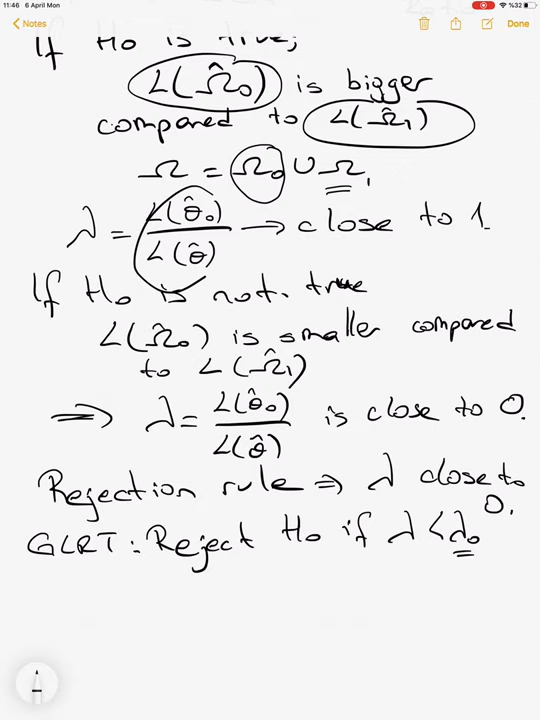 11:46 6 April Mon
%32
Notes
Done
If H₀ is true,
L(Ω̂₀) is bigger
compared to L(Ω̂₁)
Ω = Ω₀ ∪ Ω₁
λ = L(θ̂₀) / L(θ̂) → close to 1.
If H₀ is not true
L(Ω̂₀) is smaller compared
to L(Ω̂₁)
⇒ λ = L(θ̂₀) / L(θ̂) is close to 0.
Rejection rule ⇒ λ close to
0.
GLRT: Reject H₀ if λ < λ₀